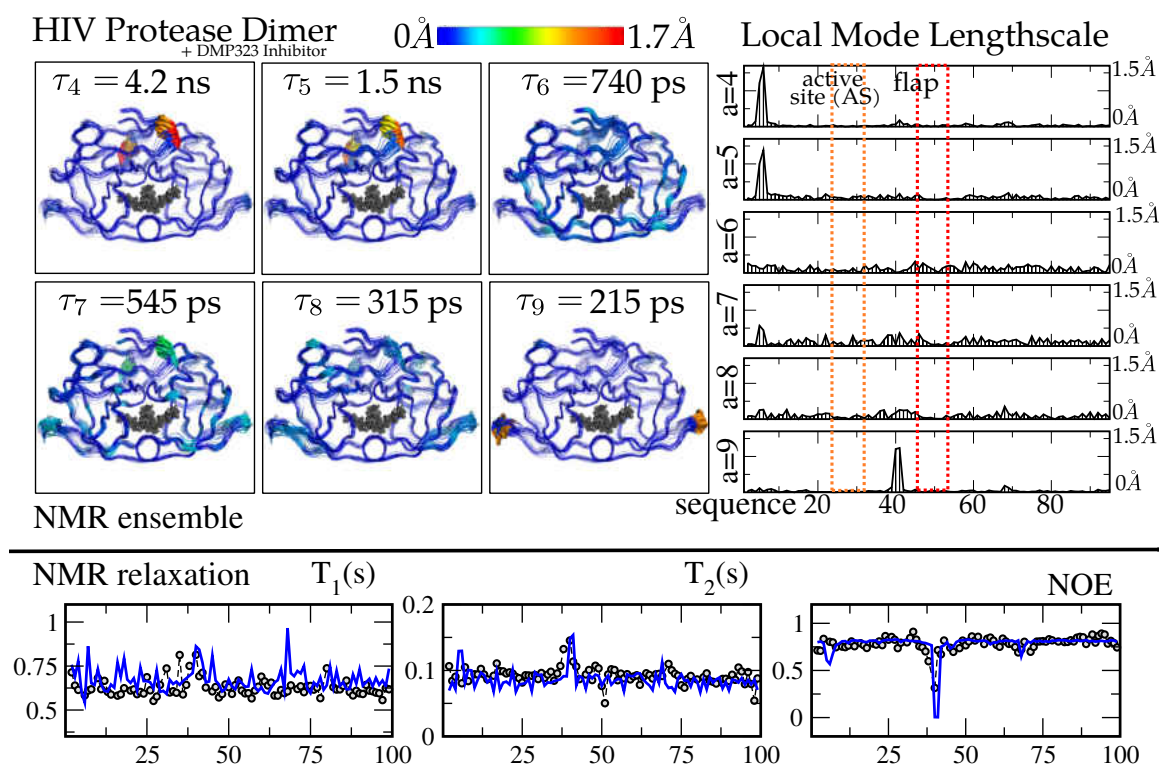 HIV Protease Dimer
+ DMP323 Inhibitor
0Å 1.7Å
Local Mode Lengthscale
τ4 = 4.2 ns
τ5 = 1.5 ns
τ6 = 740 ps
τ7 =545 ps
τ8 = 315 ps
τ9 = 215 ps
NMR ensemble
active
site (AS)
flap
a=4
1.5Å
0Å
a=5
1.5Å
a=6
1.5Å
0Å
a=7
1.5Å
0Å
a=8
1.5Å
a=9
1.5Å
0Å
sequence 20 40 60 80
NMR relaxation
T1(s)
T2(s)
NOE
1
0.75
0.5
25 50 75 100
0.2
0.1
0
25 50 75 100
1
0.5
0
25 50 75 100